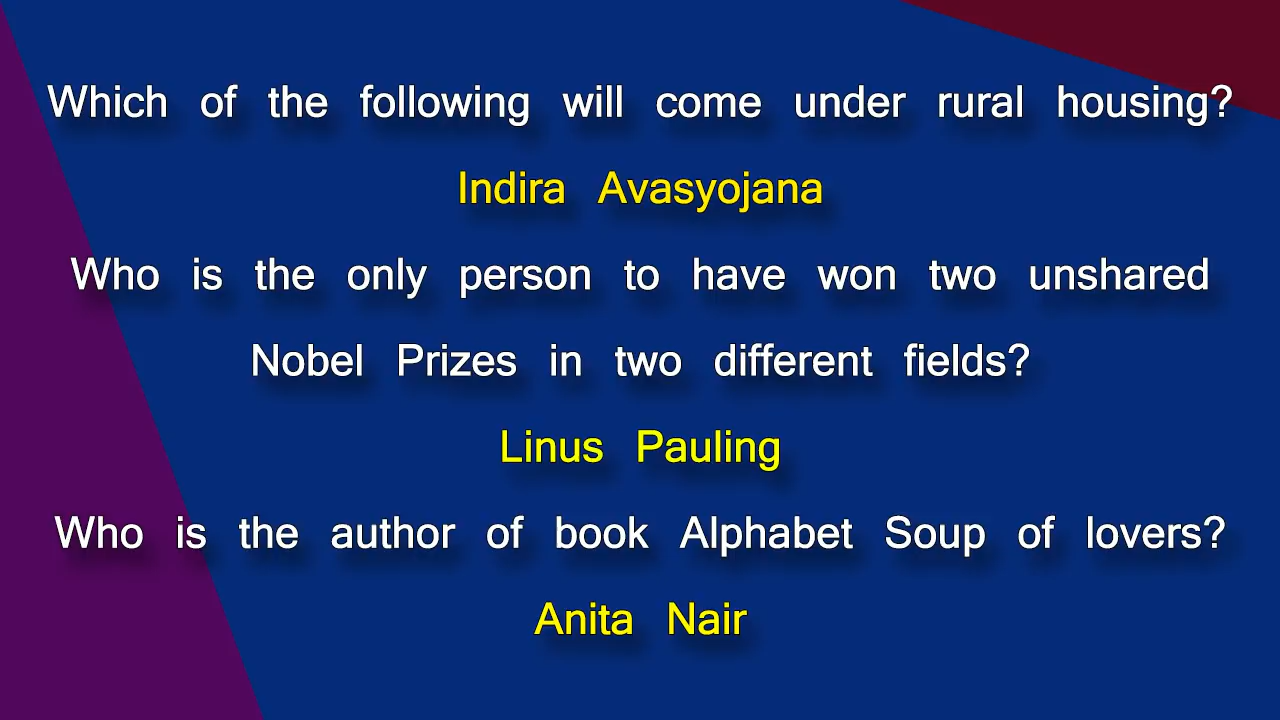 Which of the following will come under rural housing?
Indira Avasyojana
Who is the only person to have won two unshared
Nobel Prizes in two different fields?
Linus Pauling
Who is the author of book Alphabet Soup of lovers?
Anita Nair